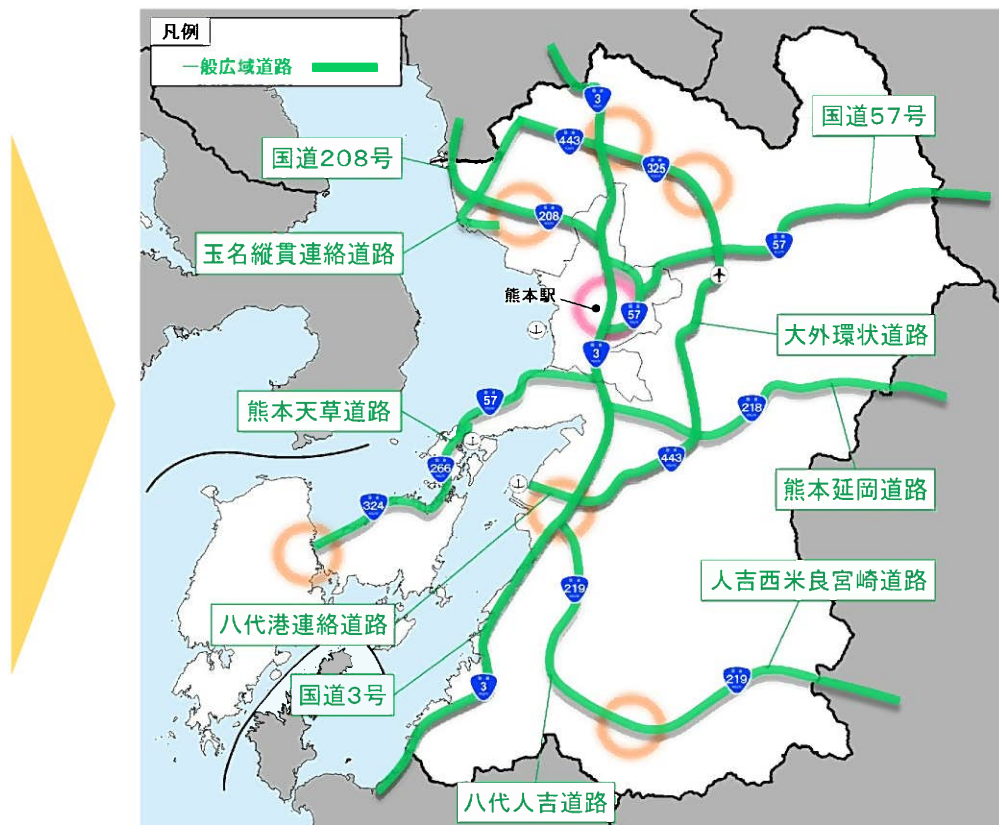 凡例
一般広域道路
3
国道57号
443
国道208号
325
208
玉名縦貫連絡道路
57
熊本駅
57
大外環状道路
3
57
熊本天草道路
218
443
266
熊本延岡道路
324
人吉西米良宮崎道路
219
八代港連絡道路
219
国道3号
3
八代人吉道路